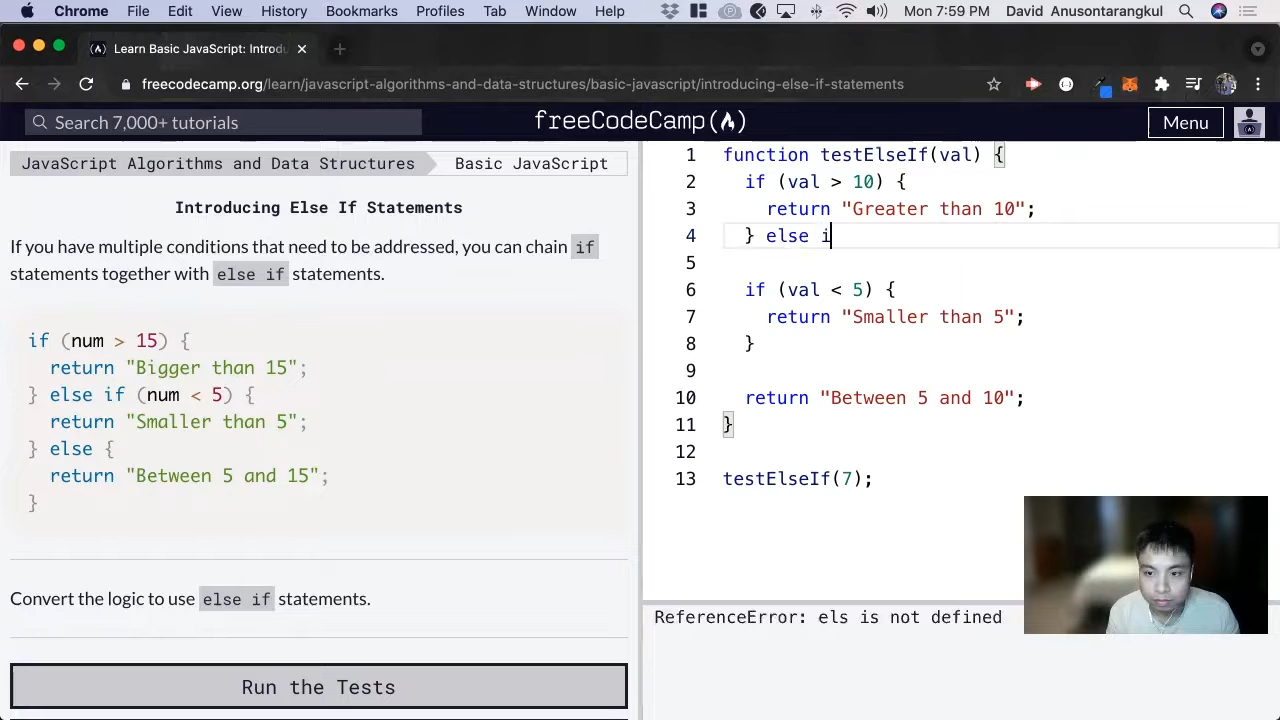 Chrome File Edit View History Bookmarks Profiles Tab Window Help Mon 7:59 PM David Anusontarangkul
Learn Basic JavaScript: Introdu
freecodecamp.org/learn/javascript-algorithms-and-data-structures/basic-javascript/introducing-else-if-statements
Search 7,000+ tutorials
freeCodeCamp
Menu
JavaScript Algorithms and Data Structures Basic JavaScript
Introducing Else If Statements
If you have multiple conditions that need to be addressed, you can chain if
statements together with else if statements.
if (num > 15) {
return "Bigger than 15";
} else if (num < 5) {
return "Smaller than 5";
} else {
return "Between 5 and 15";
}
Convert the logic to use else if statements.
Run the Tests
1 function testElseIf(val) {
2 if (val > 10) {
3 return "Greater than 10";
4 } else i
5
6 if (val < 5) {
7 return "Smaller than 5";
8 }
9
10 return "Between 5 and 10";
11 }
12
13 testElseIf(7);
ReferenceError: els is not defined